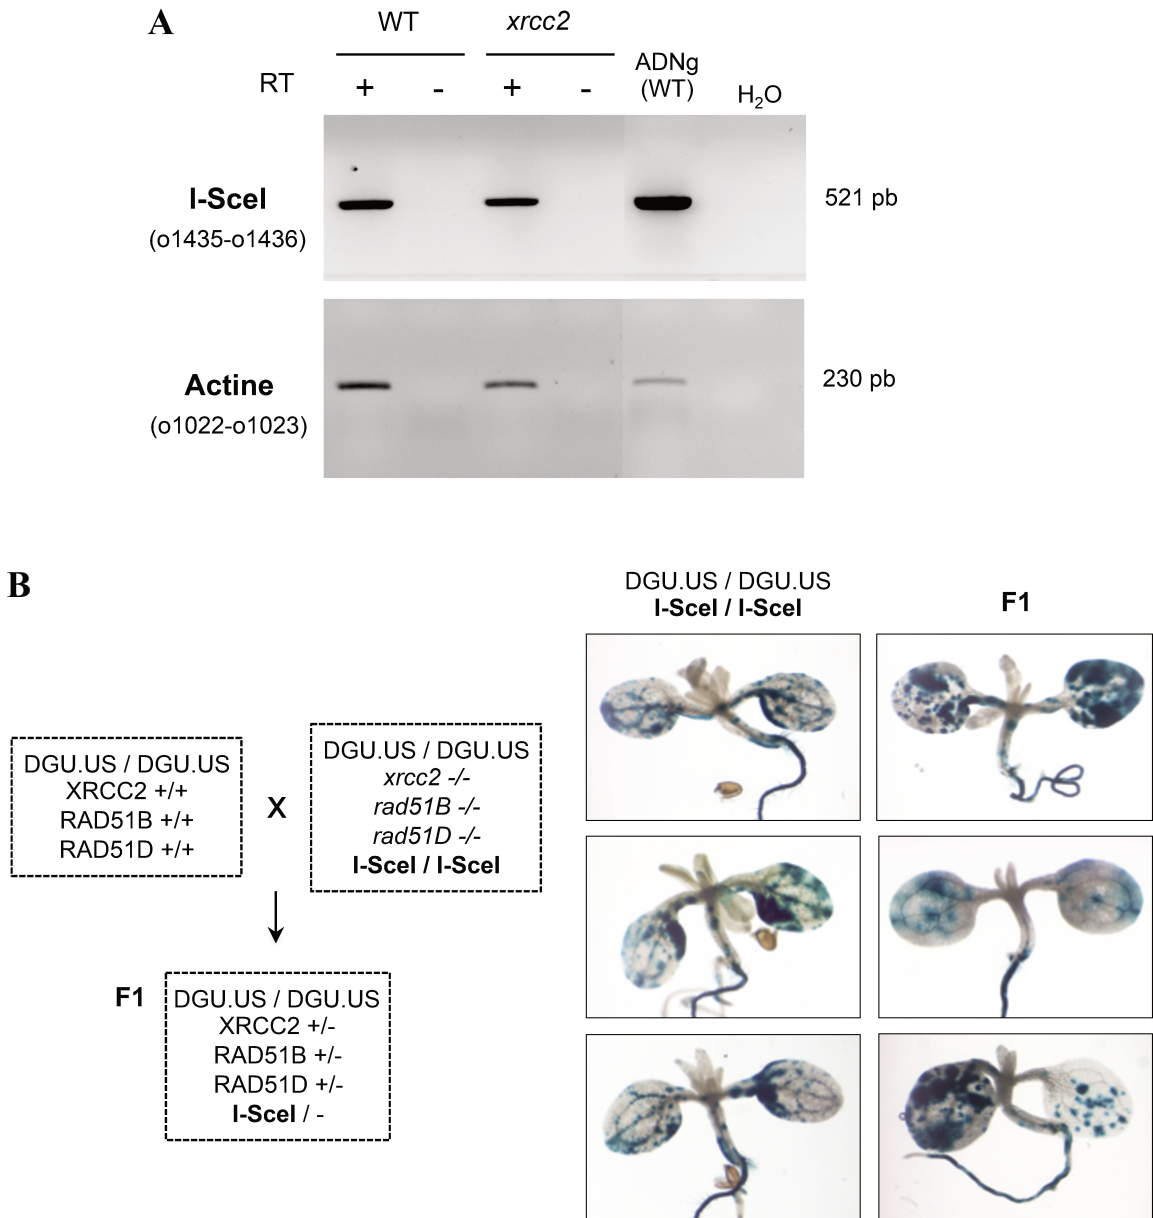 A
WT
xrcc2
RT
+
-
+
-
ADNg
(WT)
H₂O
I-SceI
(o1435-o1436)
521 pb
Actine
(o1022-o1023)
230 pb
B
DGU.US / DGU.US
I-SceI / I-SceI
F1
DGU.US / DGU.US
XRCC2 +/+
RAD51B +/+
RAD51D +/+
X
DGU.US / DGU.US
xrcc2 -/-
rad51B -/-
rad51D -/-
I-SceI / I-SceI
F1
DGU.US / DGU.US
XRCC2 +/-
RAD51B +/-
RAD51D +/-
I-SceI / -